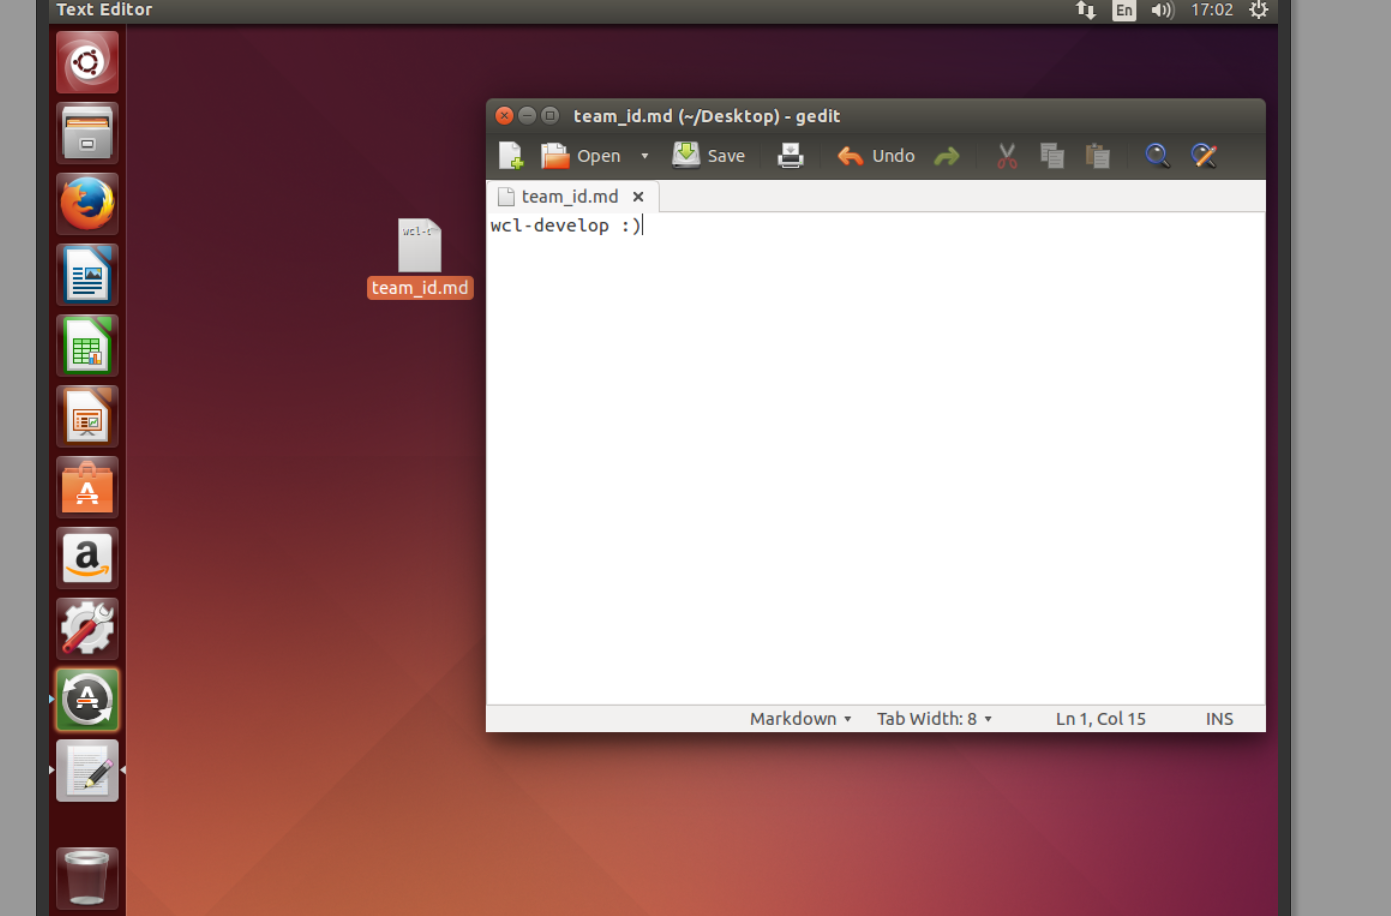 Text Editor
En
17:02
team_id.md (~/Desktop) - gedit
Open
Save
Undo
team_id.md
wcl-develop :)
wcl-c
team_id.md
a
Markdown
Tab Width: 8
Ln 1, Col 15
INS